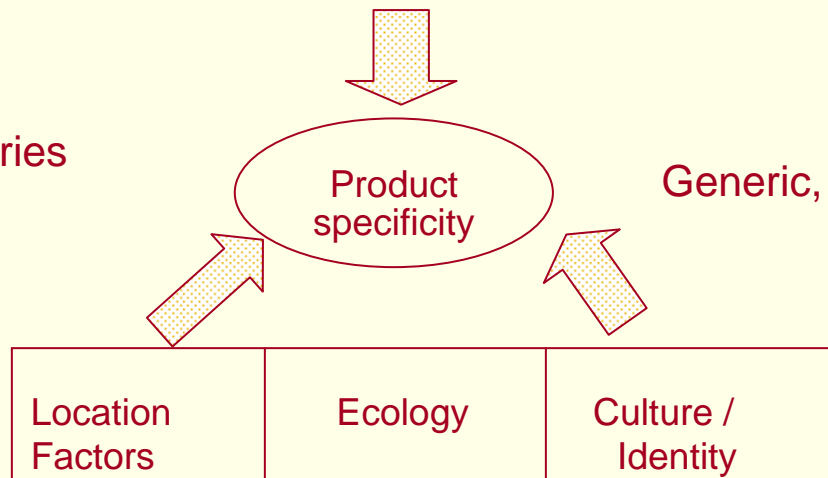 ries
Product
specificity
Generic,
Location
Factors
Ecology
Culture /
Identity